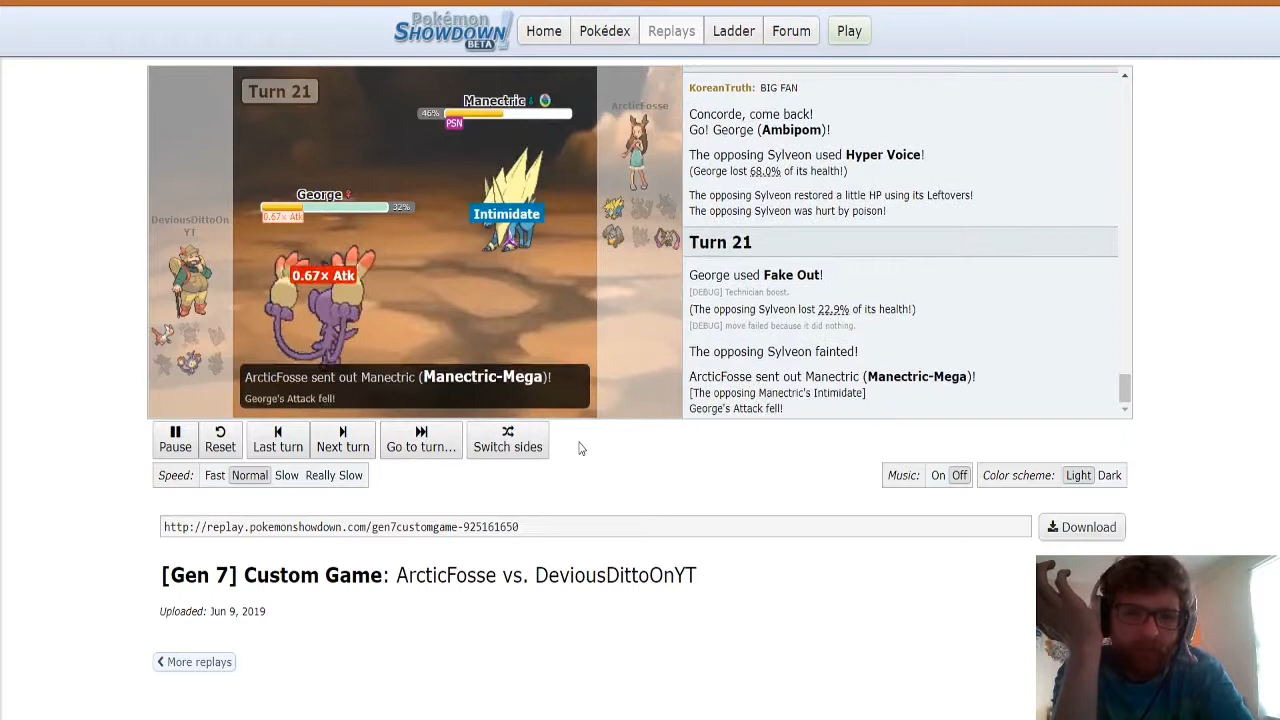 Pokémon
SHOWDOWN!
BETA
Home
Pokédex
Replays
Ladder
Forum
Play
Turn 21
Manectric
46%
PSN
George
32%
0.67x Atk
Intimidate
0.67× Atk
ArcticFosse sent out Manectric (Manectric-Mega)!
George's Attack fell!
DeviousDittoOn
YT
ArcticFosse
KoreanTruth: BIG FAN
Concorde, come back!
Go! George (Ambipom)!
The opposing Sylveon used Hyper Voice!
(George lost 68.0% of its health!)
The opposing Sylveon restored a little HP using its Leftovers!
The opposing Sylveon was hurt by poison!
Turn 21
George used Fake Out!
[DEBUG] Technician boost.
(The opposing Sylveon lost 22.9% of its health!)
[DEBUG] move failed because it did nothing.
The opposing Sylveon fainted!
ArcticFosse sent out Manectric (Manectric-Mega)!
[The opposing Manectric's Intimidate]
George's Attack fell!
Pause
Reset
Last turn
Next turn
Go to turn...
Switch sides
Speed: Fast Normal Slow Really Slow
Music: On Off
Color scheme: Light Dark
http://replay.pokemonshowdown.com/gen7customgame-925161650
Download
[Gen 7] Custom Game: ArcticFosse vs. DeviousDittoOnYT
Uploaded: Jun 9, 2019
More replays